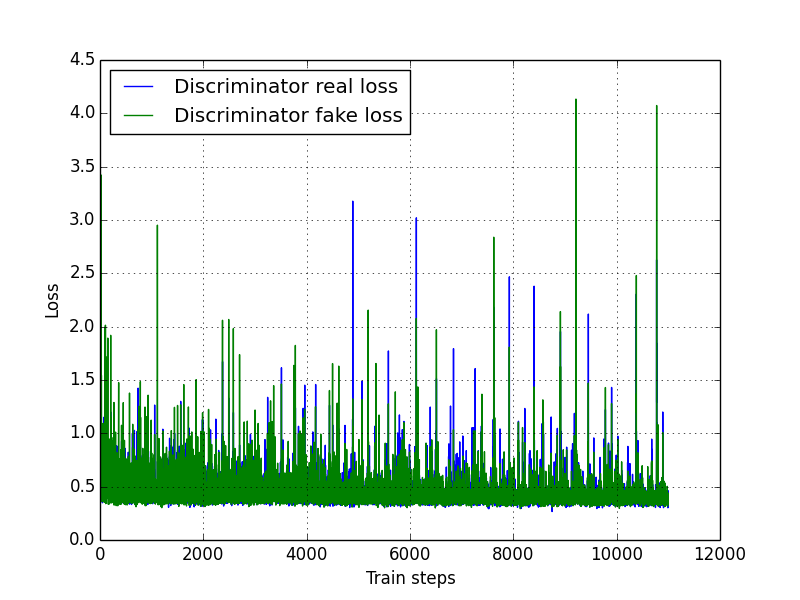 4.5
4.0
3.5
3.0
2.5
2.0
1.5
1.0
0.5
0.0
Loss
Discriminator real loss
Discriminator fake loss
0 2000 4000 6000 8000 10000 12000
Train steps